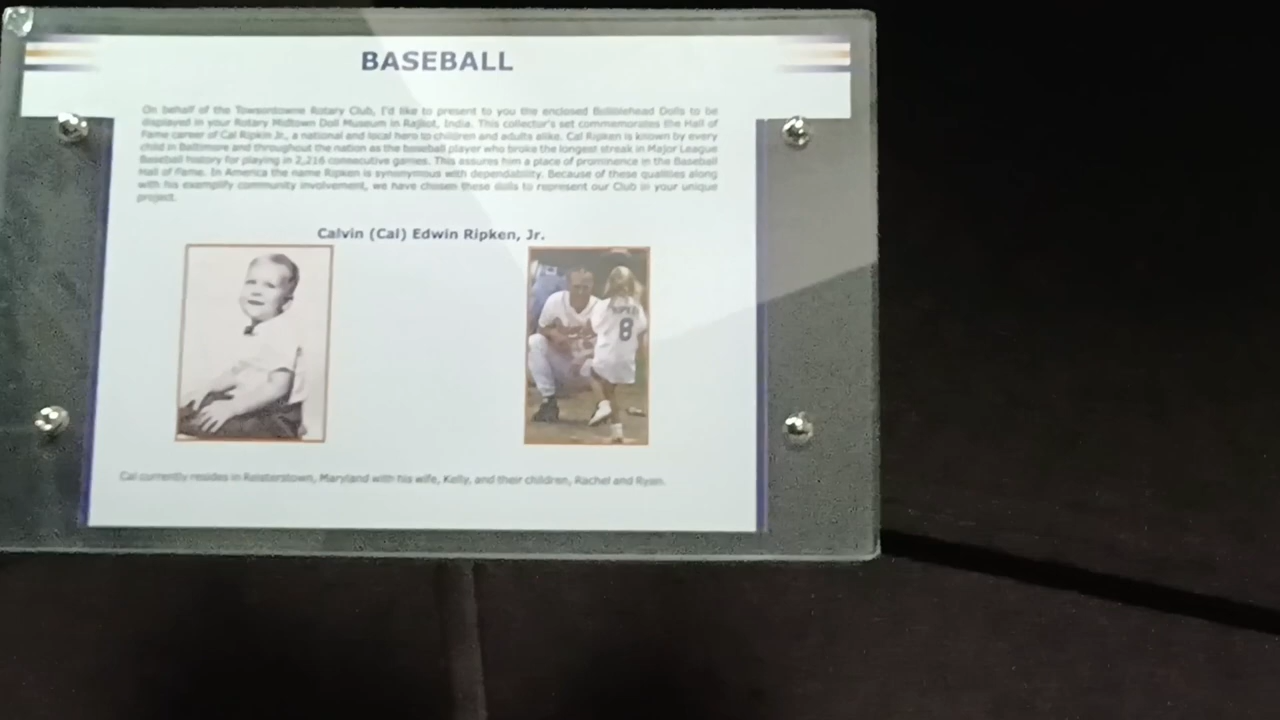 BASEBALL
On behalf of the Towsontowne Rotary Club, I'd like to present to you the enclosed Bobblehead Dolls to be
displayed in your Rotary Midtown Doll Museum in Rajkot, India. This collector's set commemorates the Hall of
Fame career of Cal Ripkin Jr., a national and local hero to children and adults alike. Cal Ripken is known by every
child in Baltimore and throughout the nation as the baseball player who broke the longest streak in Major League
Baseball history for playing in 2,216 consecutive games. This assures him a place of prominence in the Baseball
Hall of Fame. In America the name Ripken is synonymous with dependability. Because of these qualities along
with his examplify community involvement, we have chosen these dolls to represent our Club in your unique
project.
Calvin (Cal) Edwin Ripken, Jr.
RIPKEN
8
Cal currently resides in Reisterstown, Maryland with his wife, Kelly, and their children, Rachel and Ryan.